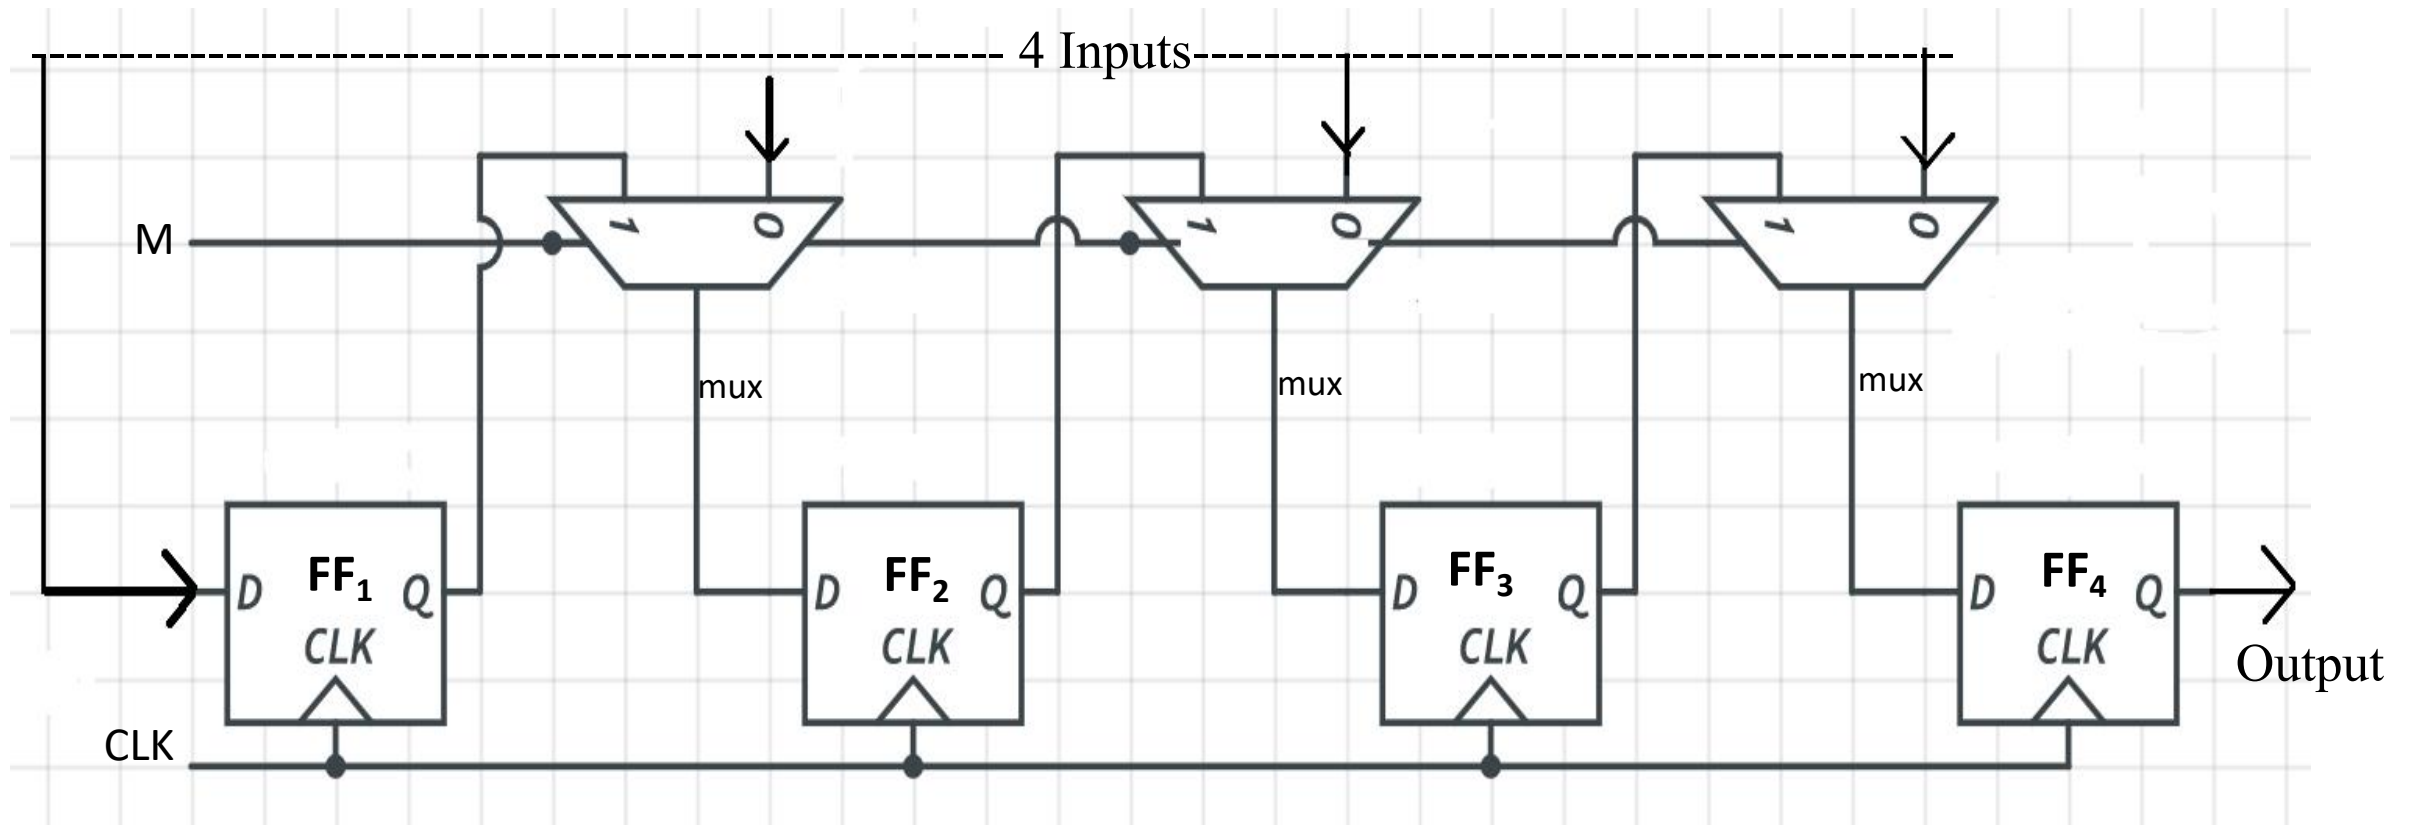 4 Inputs
1 0 1 0 1 0
M
mux mux mux
D FF₁ Q D FF₂ Q D FF₃ Q D FF₄ Q
CLK CLK CLK CLK
Output
CLK